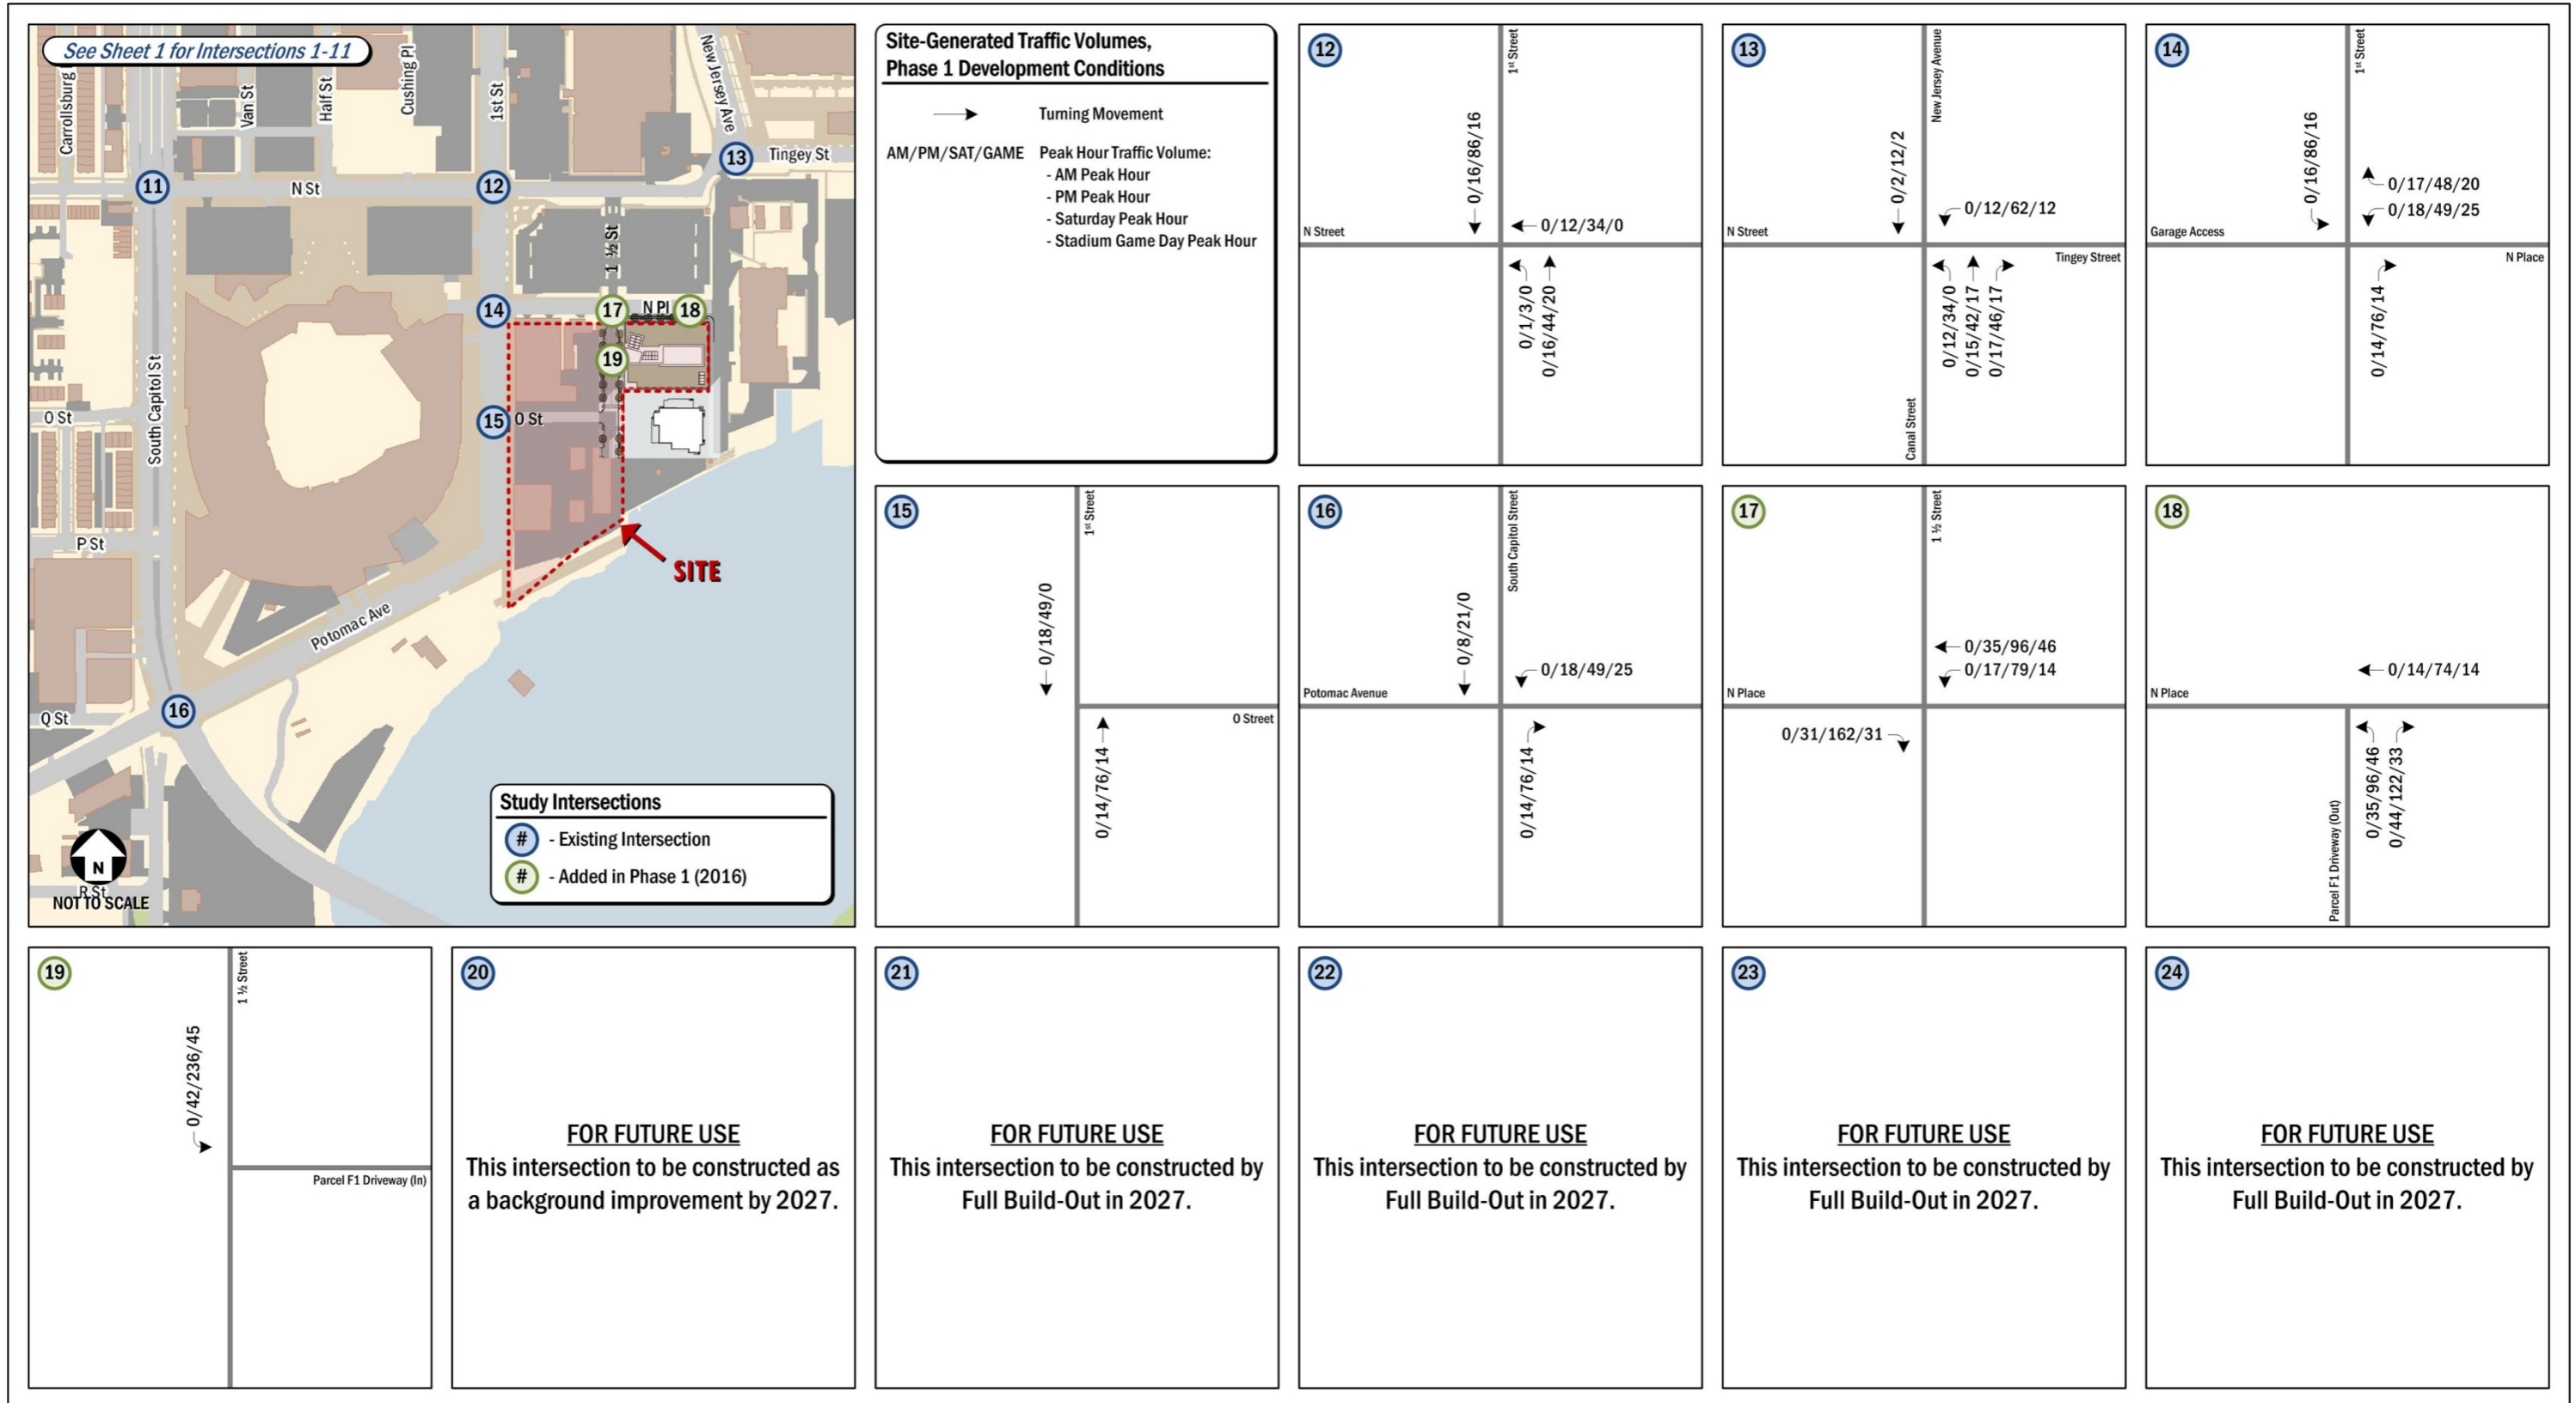 See Sheet 1 for Intersections 1-11
Carrollsburg
Van St
Half St
Cushing Pl
1st St
New Jersey Ave
13
Tingey St
11
N St
12
1 ½ St
14
17
N Pl
18
19
South Capitol St
O St
15
O St
P St
SITE
Potomac Ave
16
Q St
N
R St
NOT TO SCALE
Study Intersections
# - Existing Intersection
# - Added in Phase 1 (2016)
Site-Generated Traffic Volumes,
Phase 1 Development Conditions
Turning Movement
AM/PM/SAT/GAME Peak Hour Traffic Volume:
- AM Peak Hour
- PM Peak Hour
- Saturday Peak Hour
- Stadium Game Day Peak Hour
12
1st Street
0/16/86/16
0/12/34/0
N Street
0/1/3/0
0/16/44/20
13
New Jersey Avenue
0/2/12/2
0/12/62/12
N Street
Tingey Street
0/12/34/0
0/15/42/17
0/17/46/17
Canal Street
14
1st Street
0/16/86/16
0/17/48/20
0/18/49/25
Garage Access
N Place
0/14/76/14
15
1st Street
0/18/49/0
O Street
0/14/76/14
16
South Capitol Street
0/8/21/0
0/18/49/25
Potomac Avenue
0/14/76/14
17
1 ½ Street
0/35/96/46
0/17/79/14
N Place
0/31/162/31
18
0/14/74/14
N Place
0/35/96/46
0/44/122/33
Parcel F1 Driveway (Out)
19
1 ½ Street
0/42/236/45
Parcel F1 Driveway (In)
20
FOR FUTURE USE
This intersection to be constructed as
a background improvement by 2027.
21
FOR FUTURE USE
This intersection to be constructed by
Full Build-Out in 2027.
22
FOR FUTURE USE
This intersection to be constructed by
Full Build-Out in 2027.
23
FOR FUTURE USE
This intersection to be constructed by
Full Build-Out in 2027.
24
FOR FUTURE USE
This intersection to be constructed by
Full Build-Out in 2027.